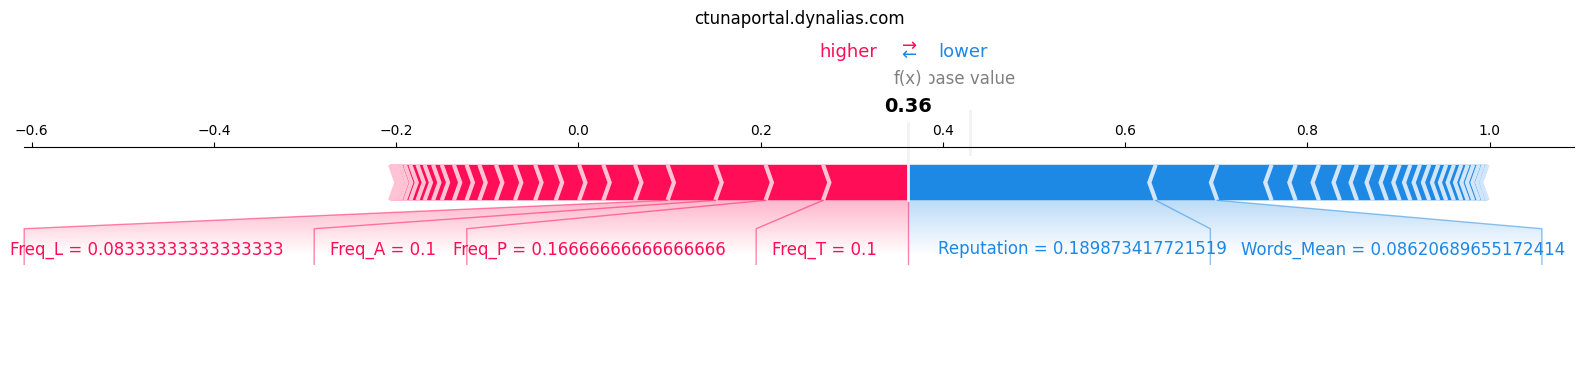 ctunaportal.dynalias.com
higher ⇄ lower
f(x) base value
0.36
−0.6 −0.4 −0.2 0.0 0.2 0.4 0.6 0.8 1.0
Freq_L = 0.08333333333333333 Freq_A = 0.1 Freq_P = 0.16666666666666666 Freq_T = 0.1 Reputation = 0.189873417721519 Words_Mean = 0.08620689655172414